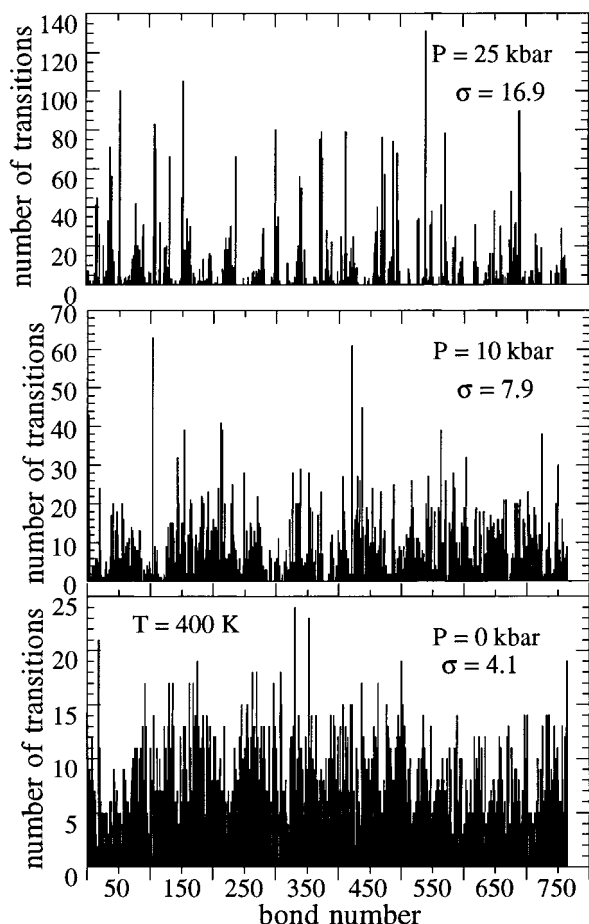 number of transitions
140
120
100
80
60
40
20
0
P = 25 kbar
σ = 16.9
number of transitions
70
60
50
40
30
20
10
0
P = 10 kbar
σ = 7.9
number of transitions
25
20
15
10
5
0
T = 400 K
P = 0 kbar
σ = 4.1
50 150 250 350 450 550 650 750
bond number